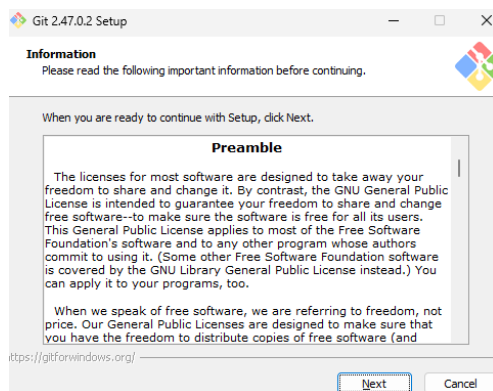 Git 2.47.0.2 Setup
Information
Please read the following important information before continuing.
When you are ready to continue with Setup, click Next.
Preamble
The licenses for most software are designed to take away your
freedom to share and change it. By contrast, the GNU General Public
License is intended to guarantee your freedom to share and change
free software--to make sure the software is free for all its users.
This General Public License applies to most of the Free Software
Foundation's software and to any other program whose authors
commit to using it. (Some other Free Software Foundation software
is covered by the GNU Library General Public License instead.) You
can apply it to your programs, too.
When we speak of free software, we are referring to freedom, not
price. Our General Public Licenses are designed to make sure that
you have the freedom to distribute copies of free software (and
https://gitforwindows.org/
Next
Cancel